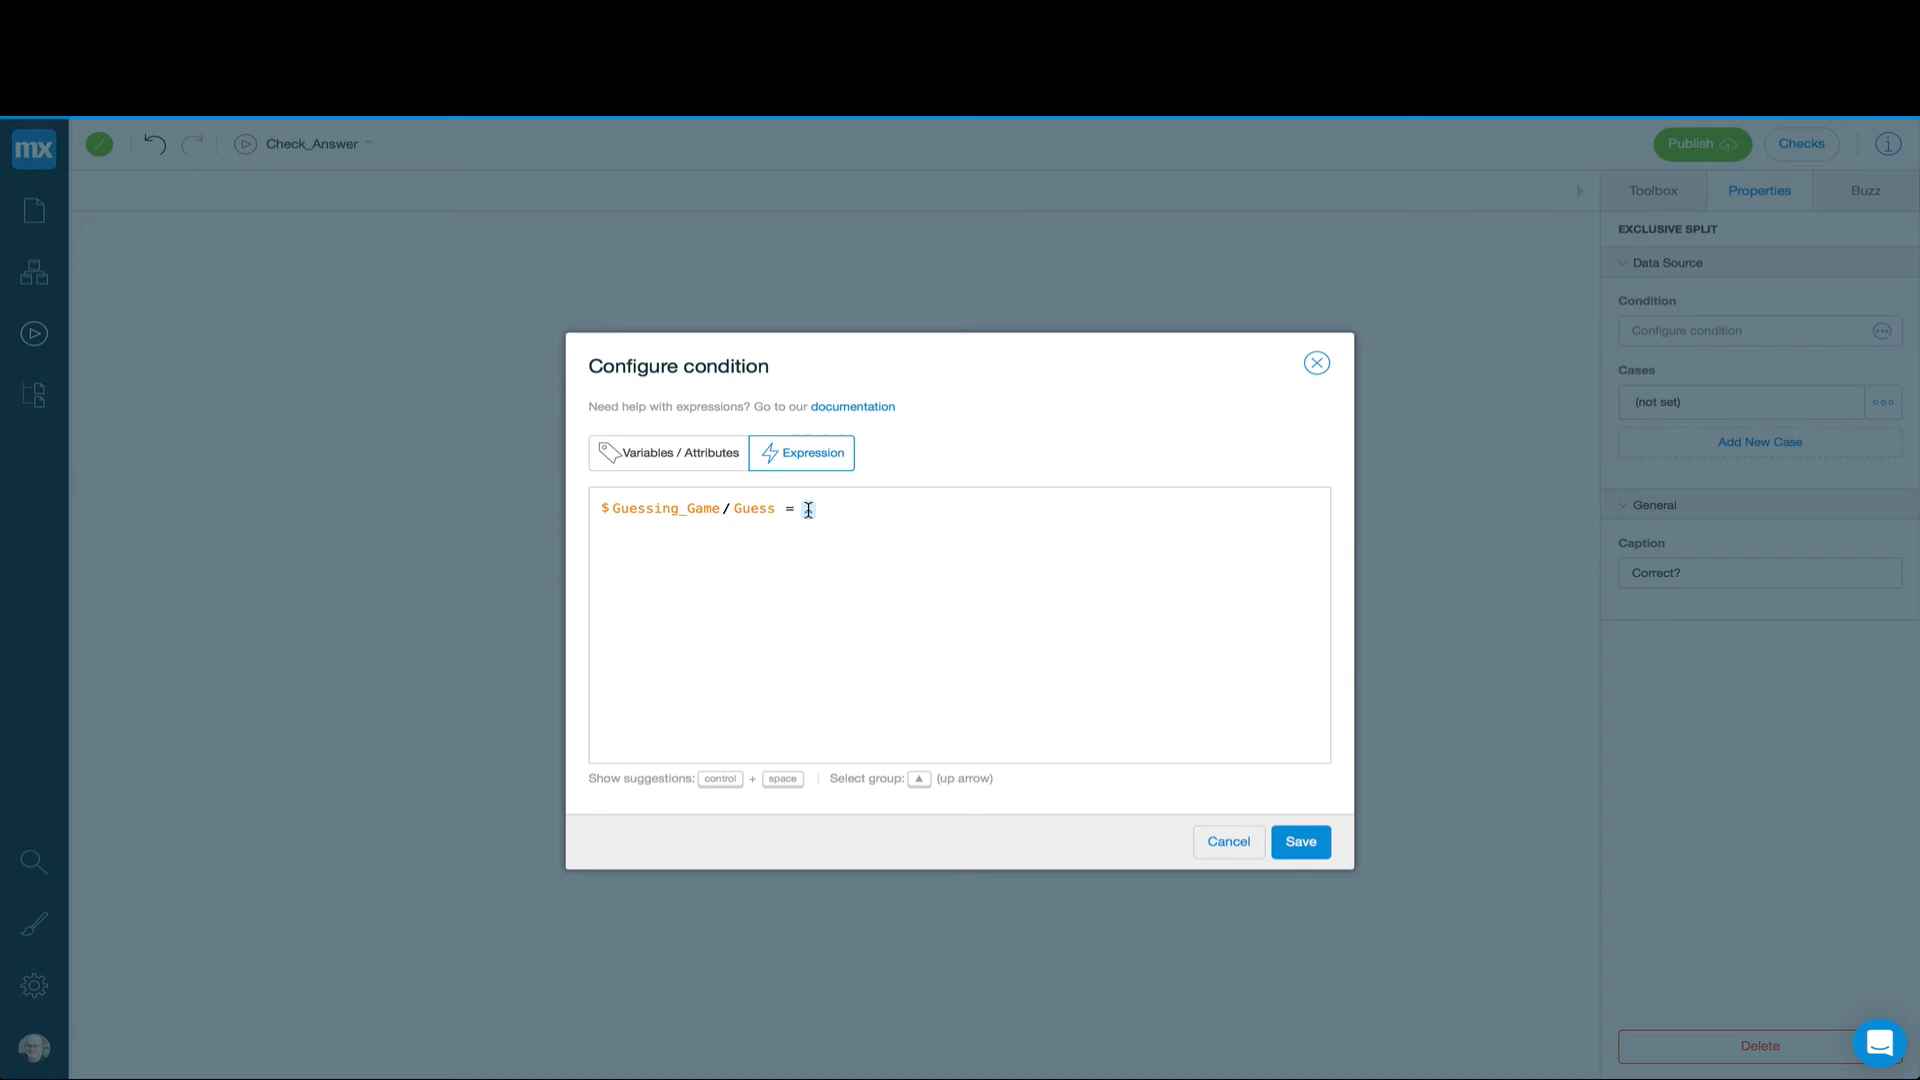 mx
Check_Answer
Publish
Checks
Toolbox
Properties
Buzz
EXCLUSIVE SPLIT
Data Source
Condition
Configure condition
Cases
(not set)
Add New Case
General
Caption
Correct?
Delete
Configure condition
Need help with expressions? Go to our documentation
Variables / Attributes
Expression
$Guessing_Game/Guess =
Show suggestions: control + space | Select group: ▲ (up arrow)
Cancel
Save